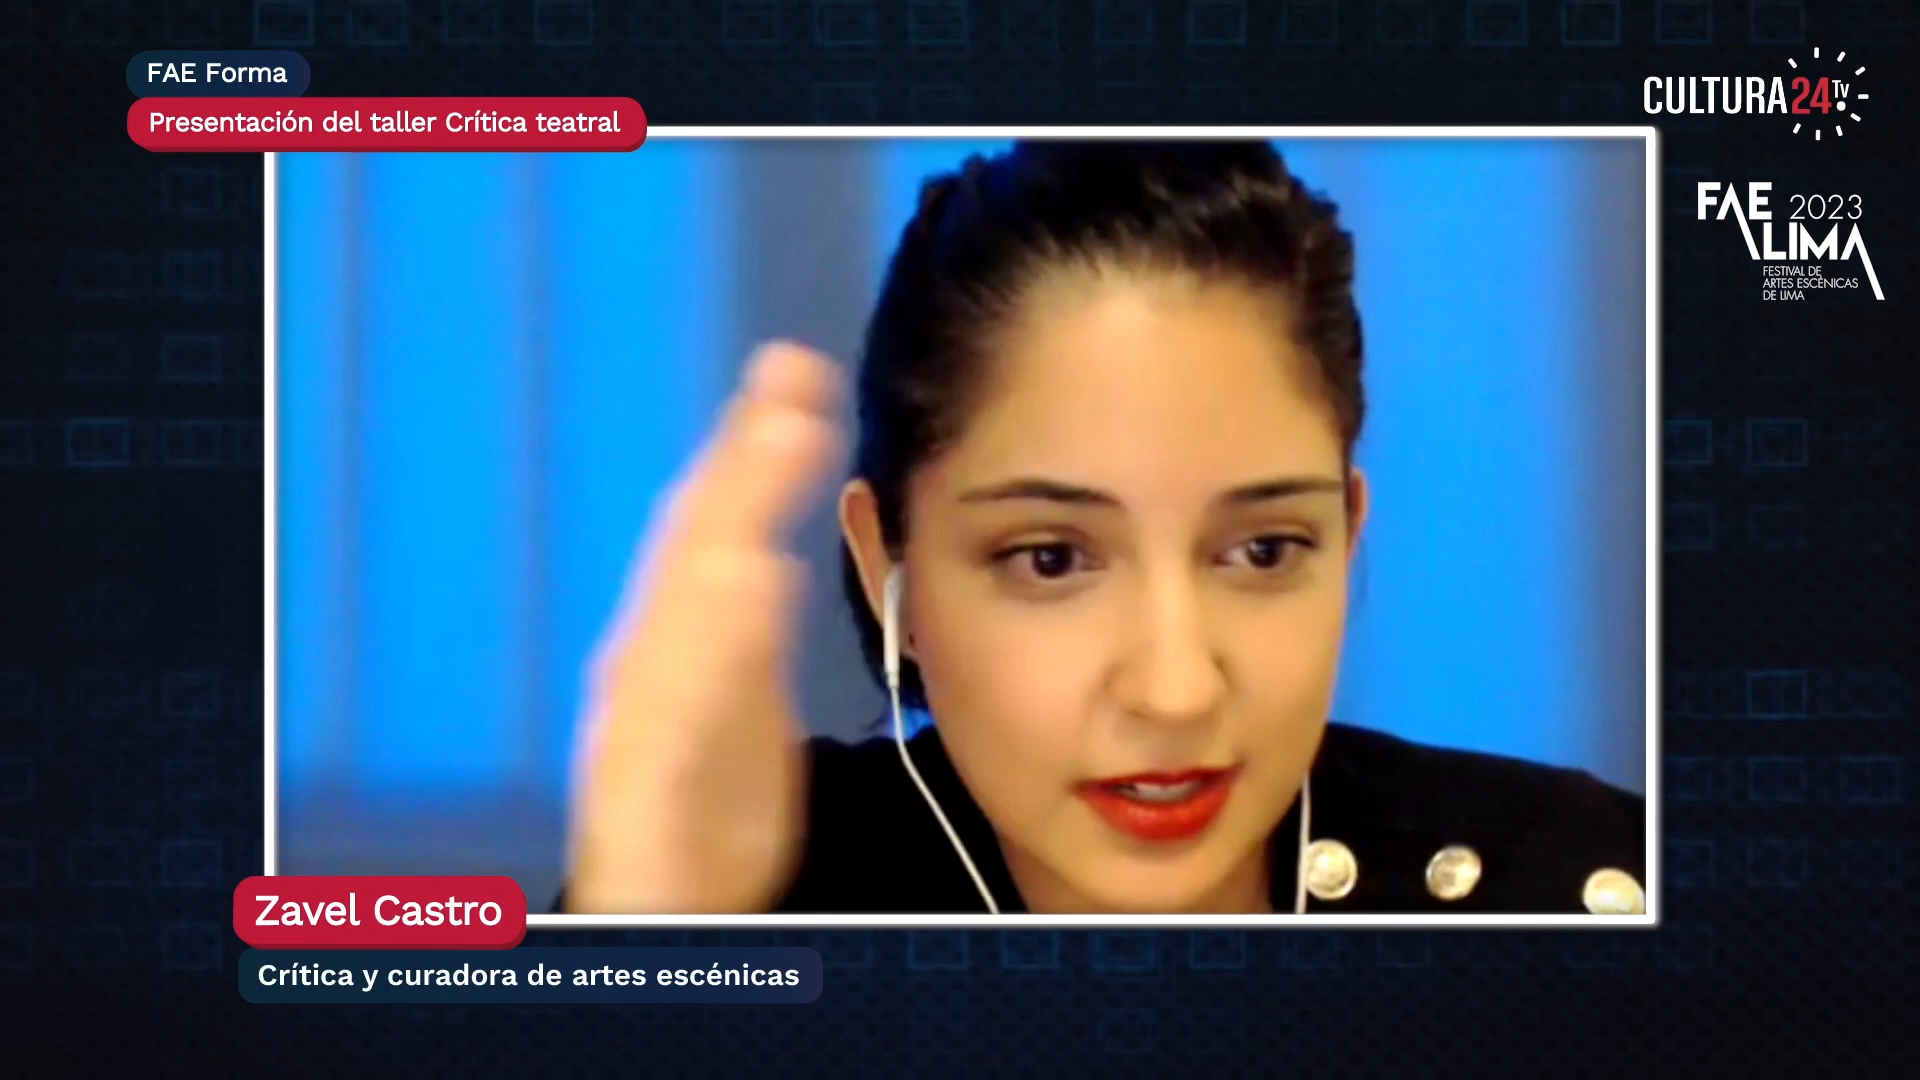 FAE Forma
Presentación del taller Crítica teatral
CULTURA24TV
FAE 2023
LIMA
FESTIVAL DE
ARTES ESCÉNICAS
DE LIMA
Zavel Castro
Crítica y curadora de artes escénicas